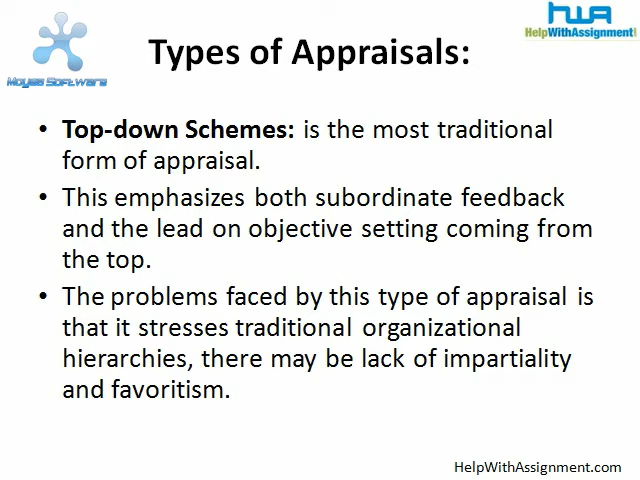 HWA
HelpWithAssignment!
Moyea Software
Types of Appraisals:
• Top-down Schemes: is the most traditional
form of appraisal.
• This emphasizes both subordinate feedback
and the lead on objective setting coming from
the top.
• The problems faced by this type of appraisal is
that it stresses traditional organizational
hierarchies, there may be lack of impartiality
and favoritism.
HelpWithAssignment.com